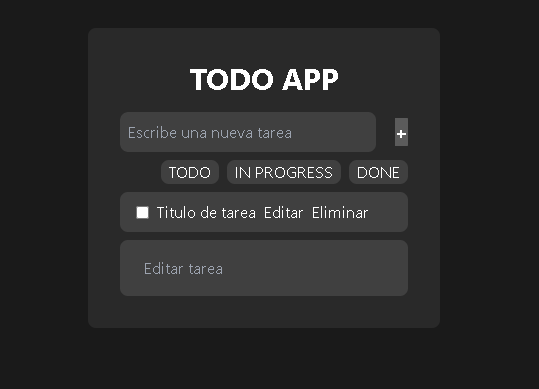 TODO APP
Escribe una nueva tarea +
TODO IN PROGRESS DONE
Titulo de tarea Editar Eliminar
Editar tarea